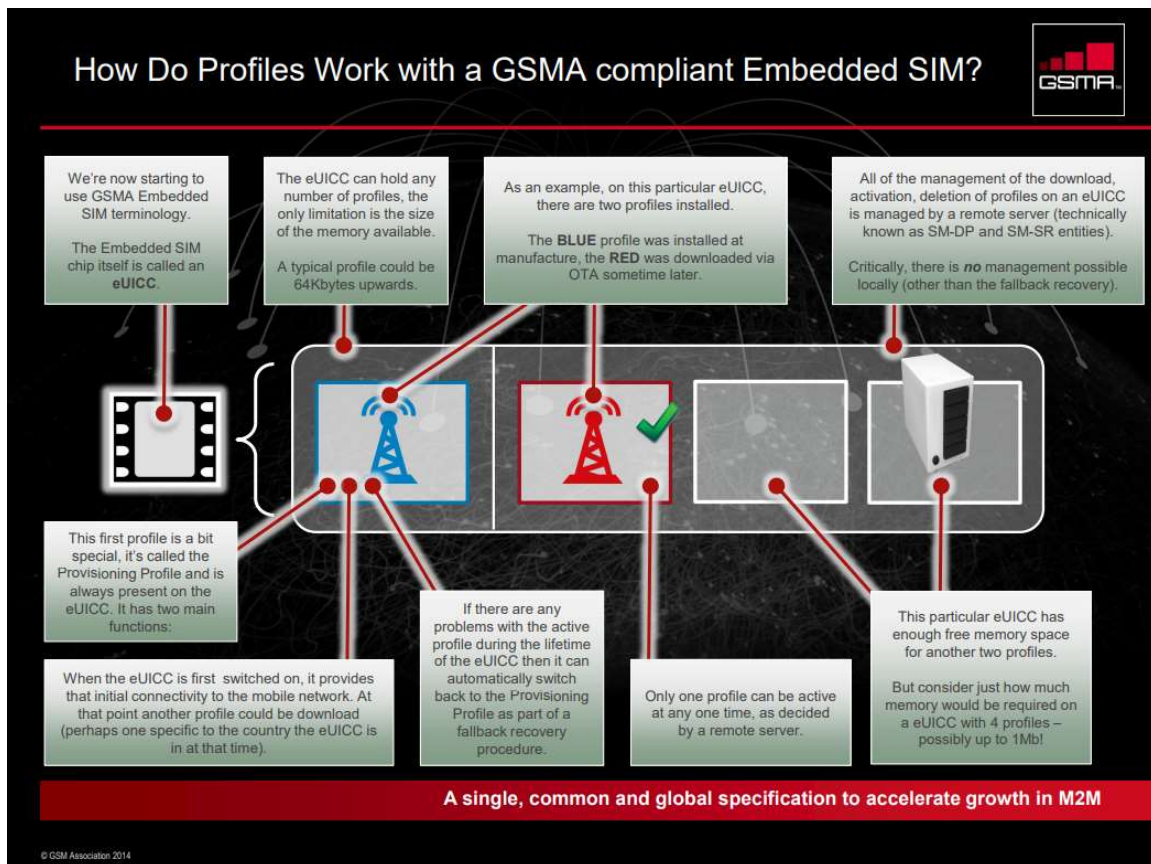 How Do Profiles Work with a GSMA compliant Embedded SIM?
GSMA™
We're now starting to
use GSMA Embedded
SIM terminology.
The Embedded SIM
chip itself is called an
eUICC.
The eUICC can hold any
number of profiles, the
only limitation is the size
of the memory available.
A typical profile could be
64Kbytes upwards.
As an example, on this particular eUICC,
there are two profiles installed.
The BLUE profile was installed at
manufacture, the RED was downloaded via
OTA sometime later.
All of the management of the download,
activation, deletion of profiles on an eUICC
is managed by a remote server (technically
known as SM-DP and SM-SR entities).
Critically, there is no management possible
locally (other than the fallback recovery).
This first profile is a bit
special, it's called the
Provisioning Profile and is
always present on the
eUICC. It has two main
functions:
When the eUICC is first switched on, it provides
that initial connectivity to the mobile network. At
that point another profile could be download
(perhaps one specific to the country the eUICC is
in at that time).
If there are any
problems with the active
profile during the lifetime
of the eUICC then it can
automatically switch
back to the Provisioning
Profile as part of a
fallback recovery
procedure.
Only one profile can be active
at any one time, as decided
by a remote server.
This particular eUICC has
enough free memory space
for another two profiles.
But consider just how much
memory would be required on
a eUICC with 4 profiles –
possibly up to 1Mb!
A single, common and global specification to accelerate growth in M2M
© GSM Association 2014